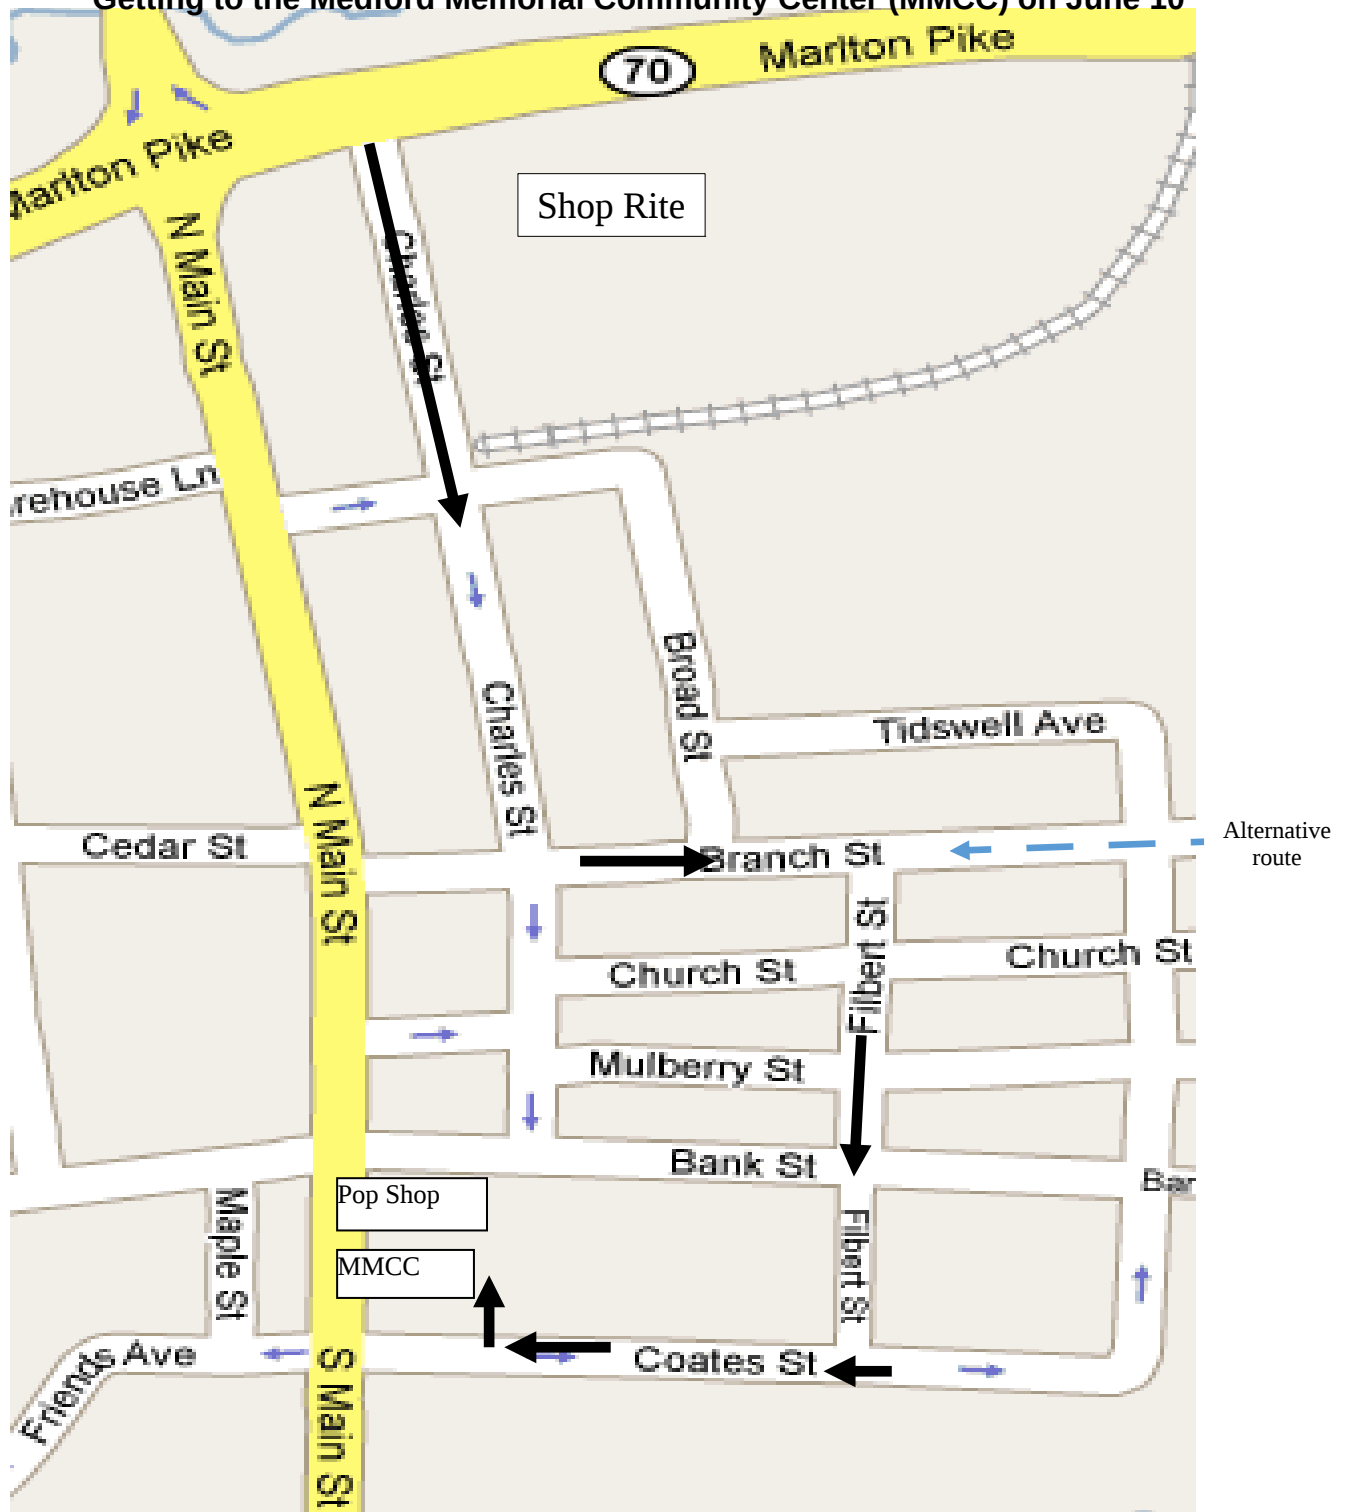 Getting to the Medford Memorial Community Center (MMCC) on June 10
Marlton Pike
70
Marlton Pike
Shop Rite
N Main St
Charles St
rehouse Ln
Broad St
Charles St
Tidswell Ave
N Main St
Cedar St
Branch St
Alternative
route
Filbert St
Church St
Church St
Mulberry St
Bank St
Ban
Pop Shop
Maple St
Filbert St
MMCC
Friends Ave
Coates St
S Main St